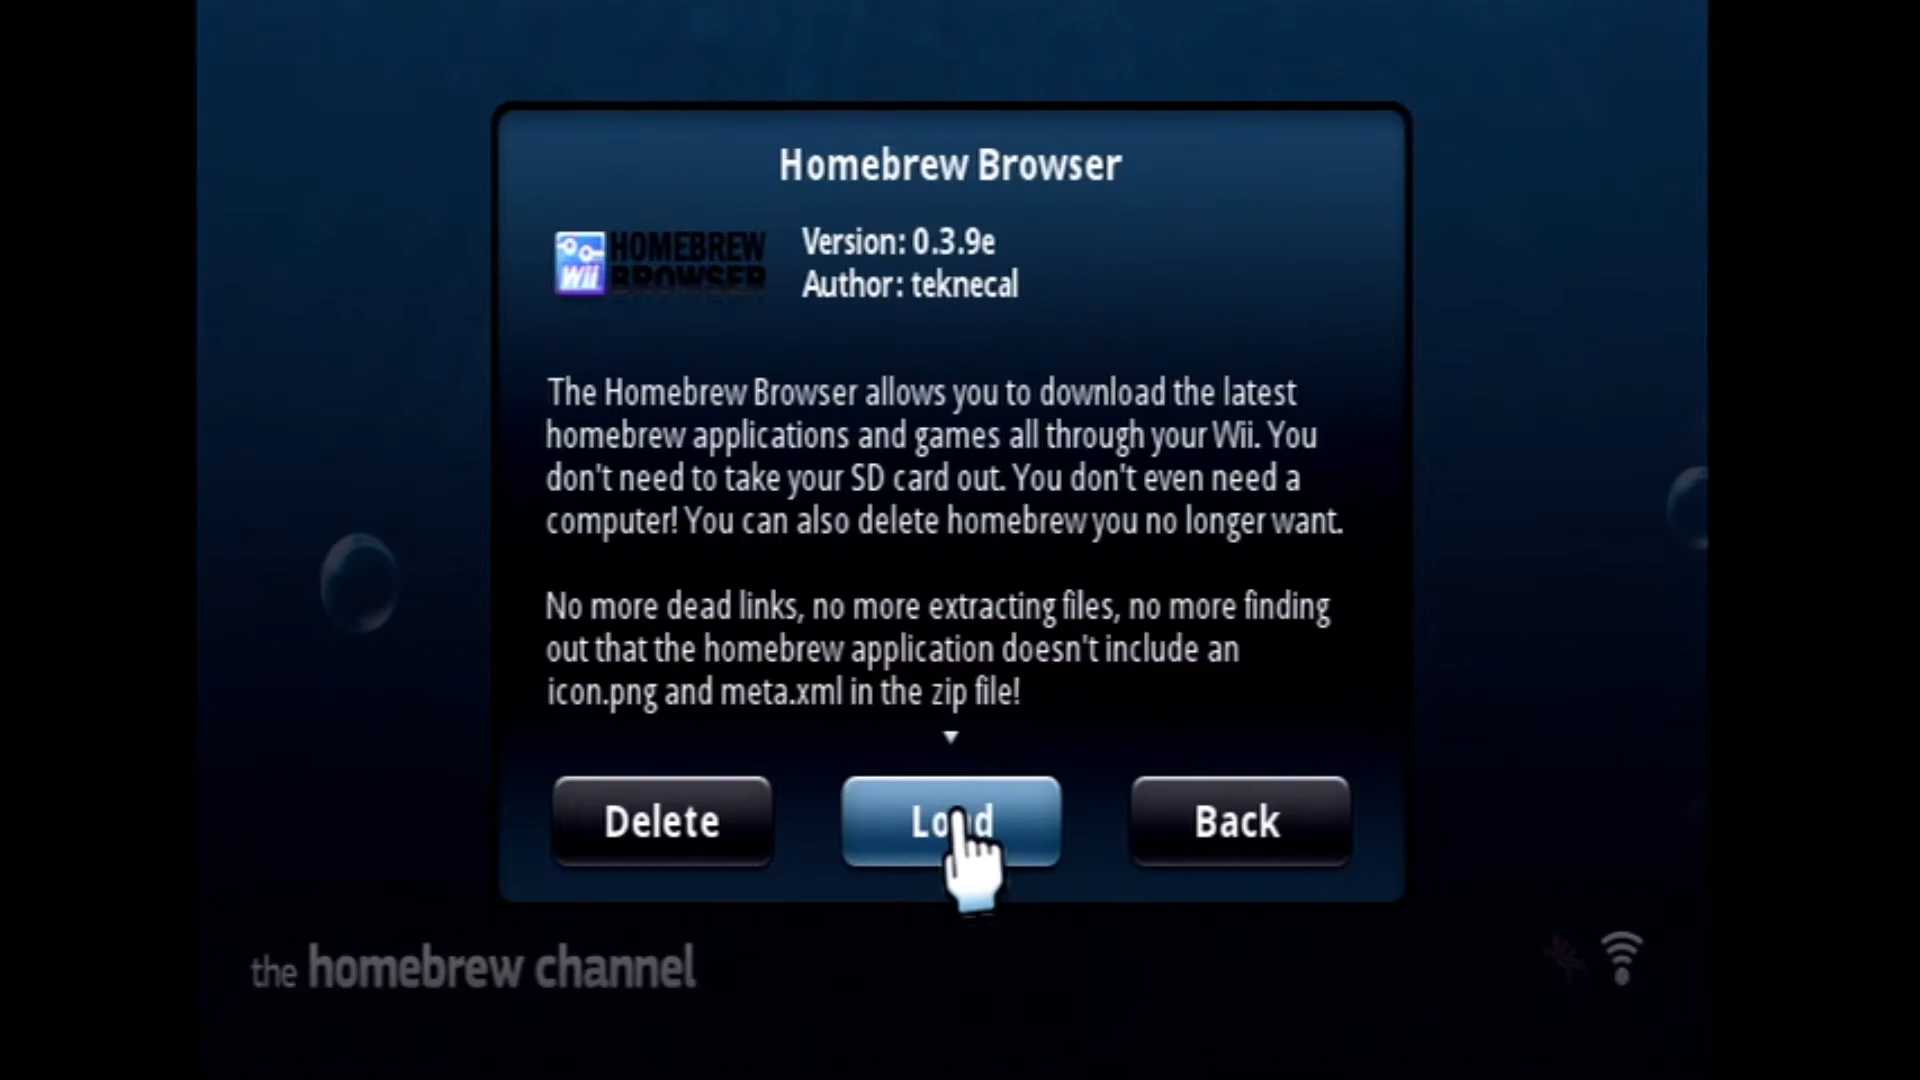 Homebrew Browser
Wii
HOMEBREW
BROWSER
Version: 0.3.9e
Author: teknecal
The Homebrew Browser allows you to download the latest
homebrew applications and games all through your Wii. You
don't need to take your SD card out. You don't even need a
computer! You can also delete homebrew you no longer want.
No more dead links, no more extracting files, no more finding
out that the homebrew application doesn't include an
icon.png and meta.xml in the zip file!
Delete
Load
Back
the homebrew channel